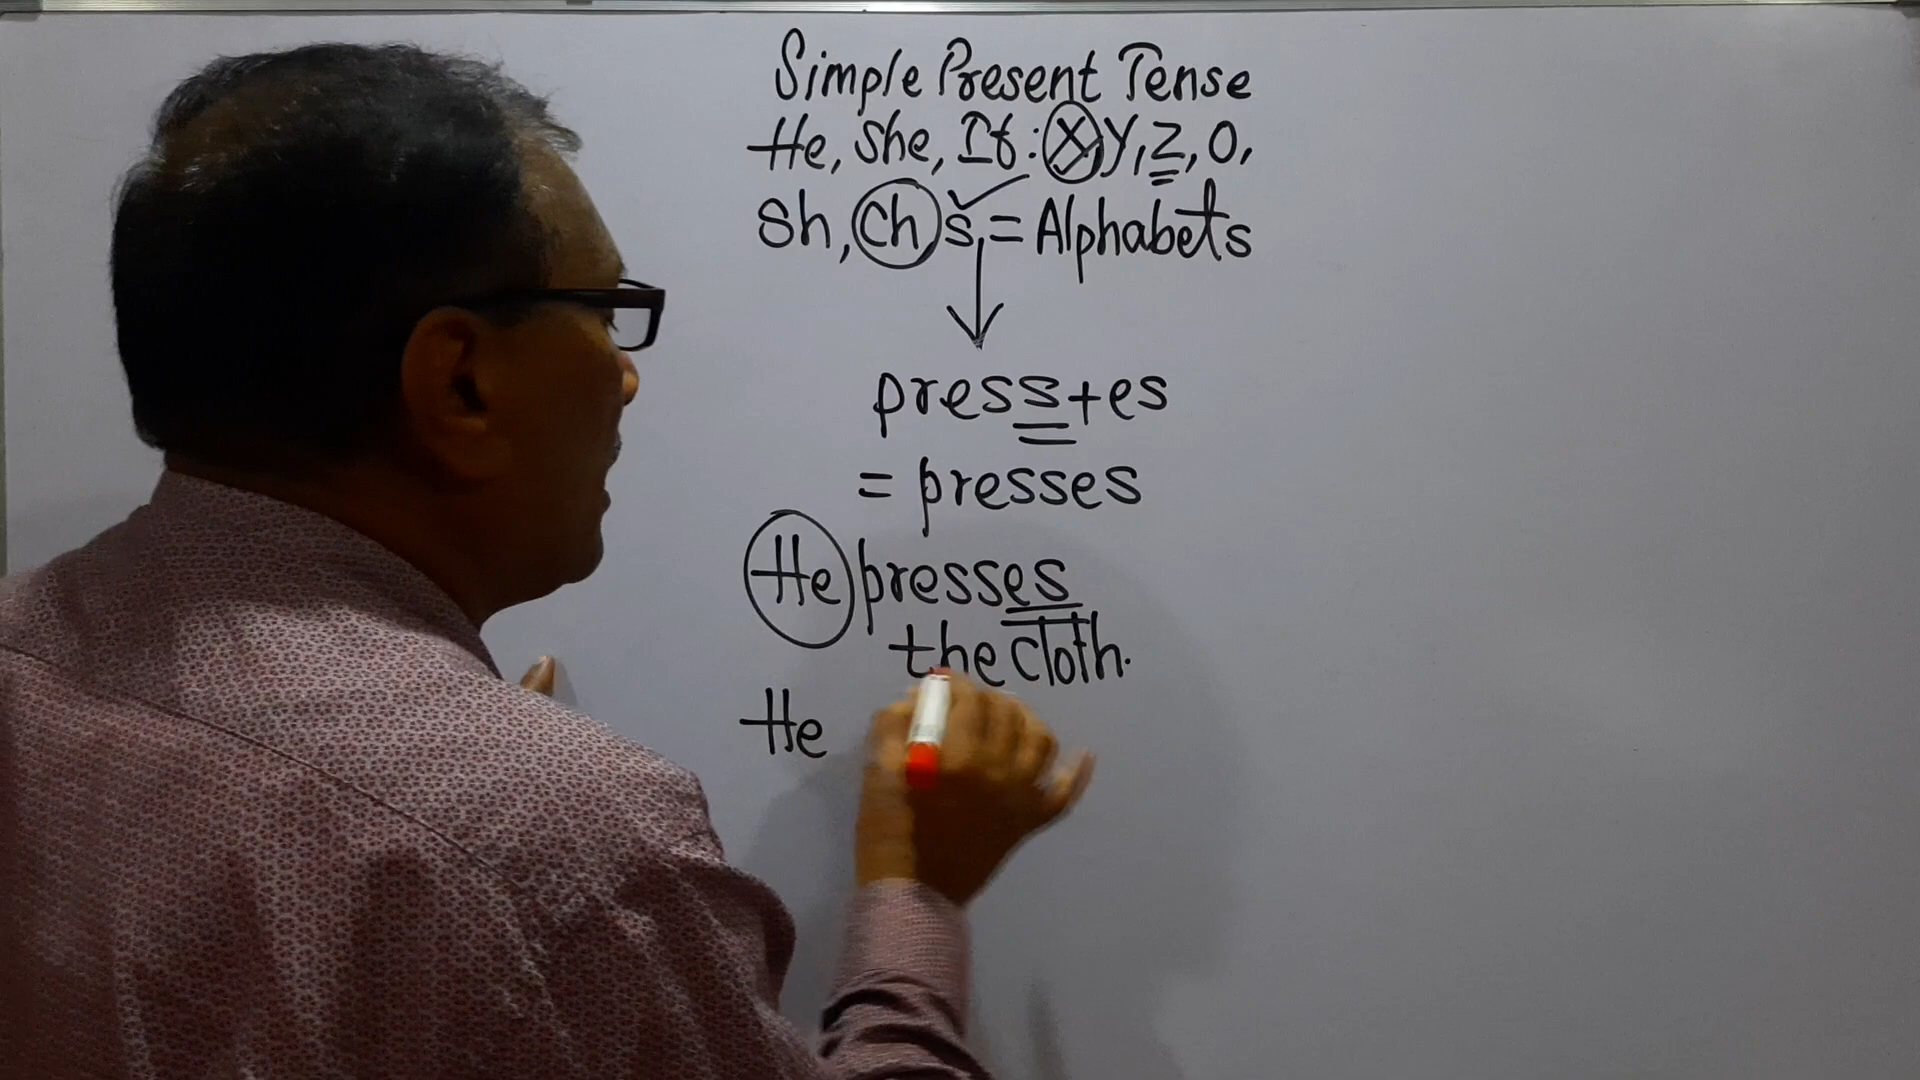 Simple Present Tense
He, She, It: X, y, z, o,
Sh, Ch, s, = Alphabets
press+es
= presses
He presses
the cloth.
He